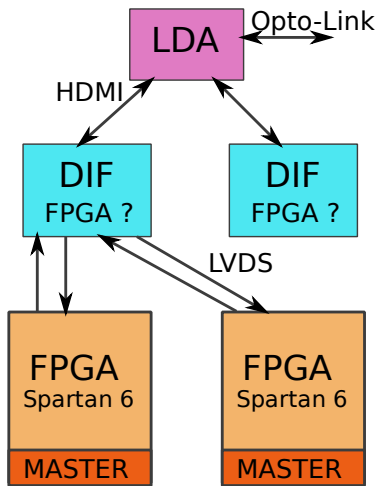 Opto-Link
LDA
HDMI
DIF
FPGA ?
DIF
FPGA ?
LVDS
FPGA
Spartan 6
MASTER
FPGA
Spartan 6
MASTER